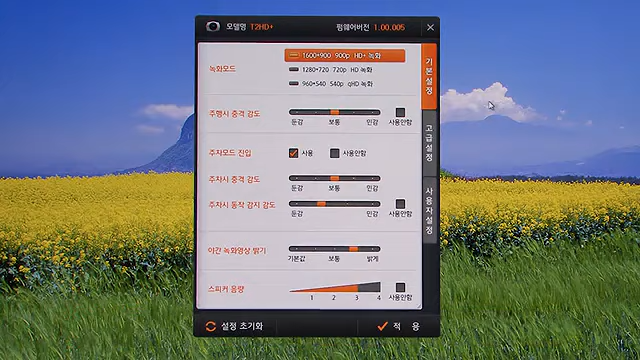 모델명 T2HD+ 펌웨어버전 1.00.005
녹화모드
1600*900 900p HD+ 녹화
1280*720 720p HD 녹화
960*540 540p qHD 녹화
주행시 충격 감도
둔감 보통 민감 사용안함
주차모드 진입 사용 사용안함
주차시 충격 감도
둔감 보통 민감
주차시 동작 감지 감도
둔감 민감 사용안함
야간 녹화영상 밝기
기본값 보통 밝게
스피커 음량
1 2 3 4 사용안함
기본설정
고급설정
사용자설정
설정 초기화 적 용